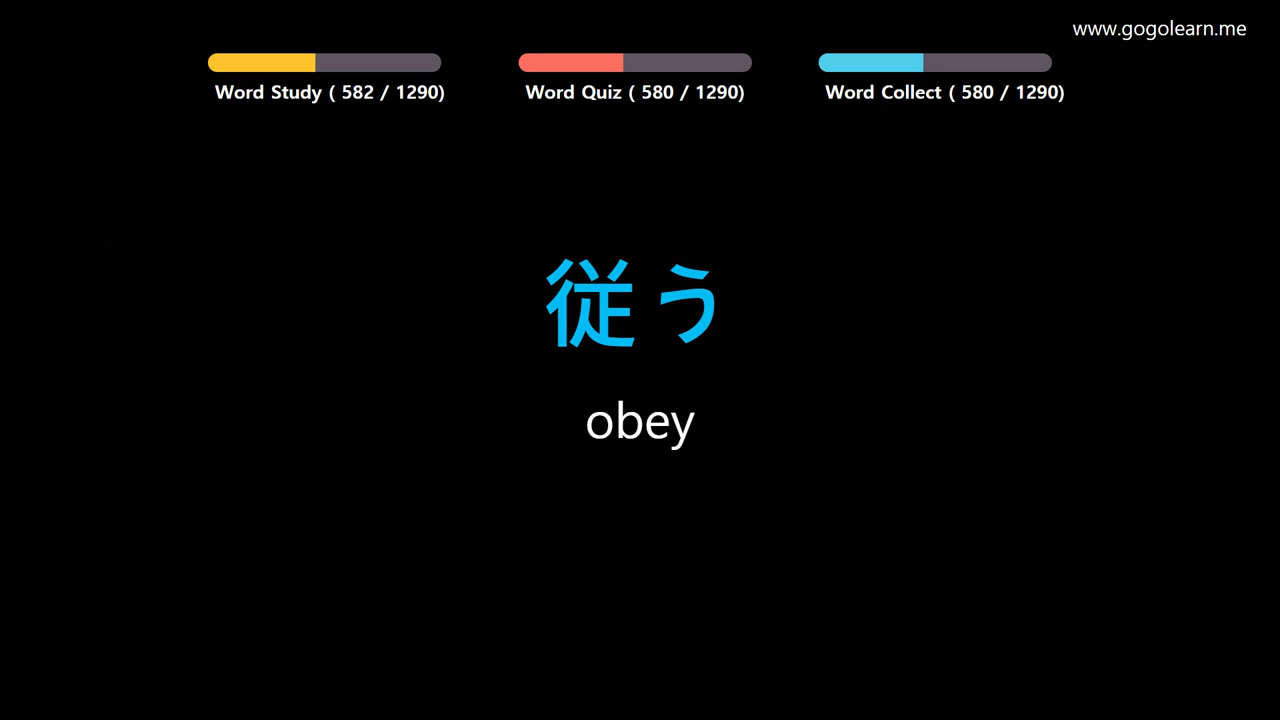 www.gogolearn.me
Word Study ( 582 / 1290)
Word Quiz ( 580 / 1290)
Word Collect ( 580 / 1290)
従う
obey